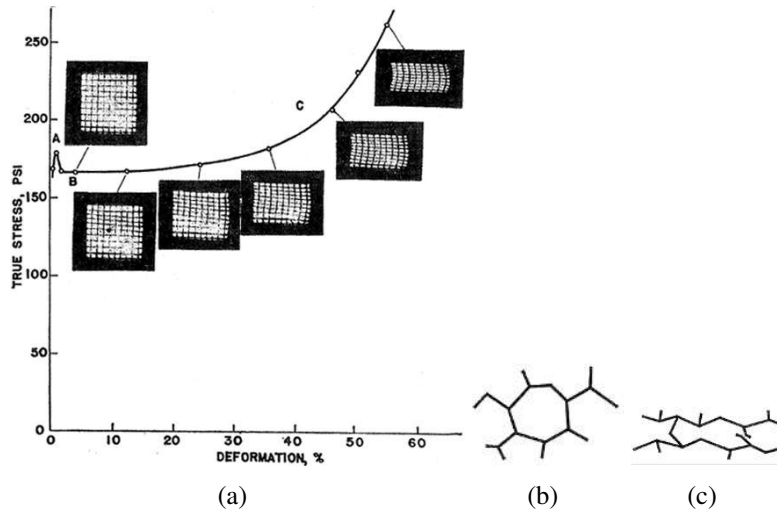 250
200
150
100
50
0
TRUE STRESS, PSI
A
B
C
0 10 20 30 40 50 60
DEFORMATION, %
(a)
(b)
(c)